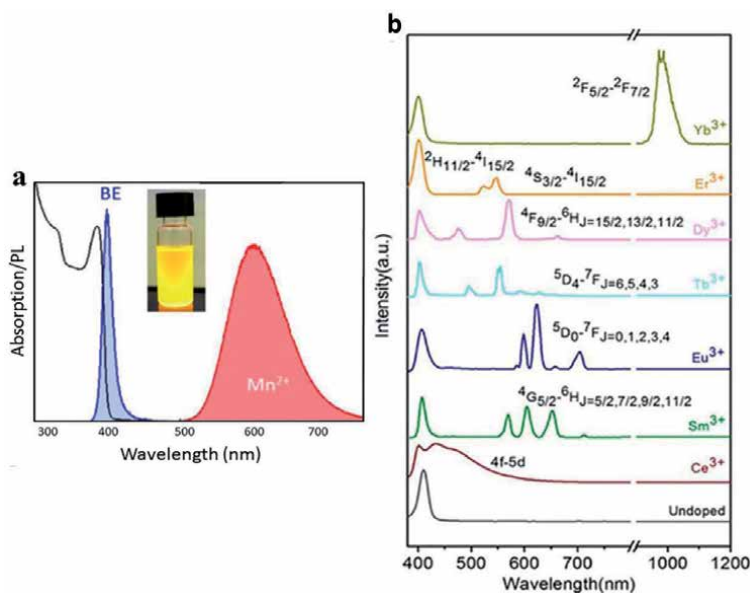 a
BE
Mn2+
Absorption/PL
300 400 500 600 700
Wavelength (nm)
b
2F5/2-2F7/2
Yb3+
2H11/2-4I15/2
4S3/2-4I15/2
Er3+
4F9/2-6HJ=15/2,13/2,11/2
Dy3+
5D4-7FJ=6,5,4,3
Tb3+
5D0-7FJ=0,1,2,3,4
Eu3+
4G5/2-6HJ=5/2,7/2,9/2,11/2
Sm3+
4f-5d
Ce3+
Undoped
Intensity(a.u.)
400 500 600 700 1000 1200
Wavelength(nm)